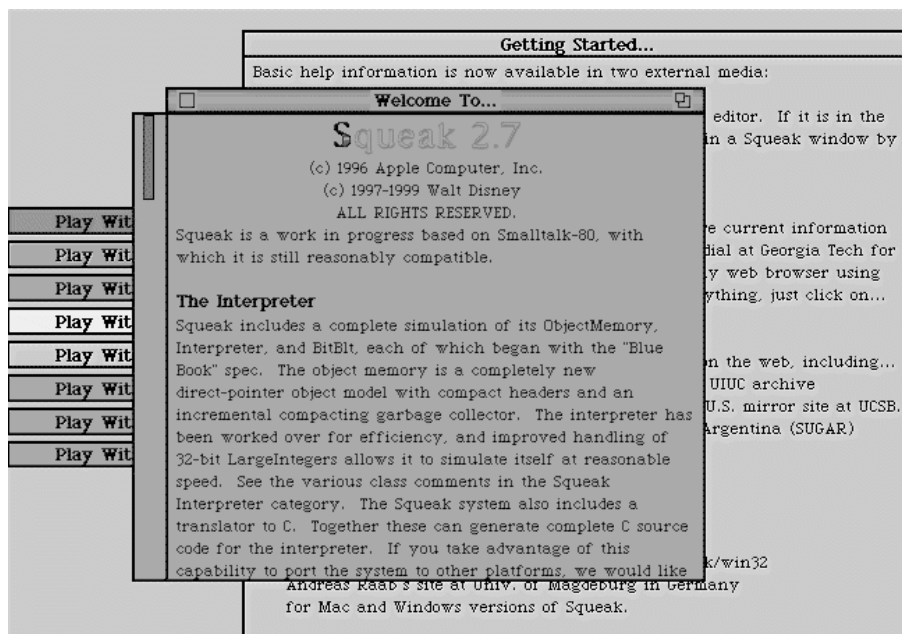 Getting Started...
Basic help information is now available in two external media:
editor. If it is in the
in a Squeak window by
current information
at Georgia Tech for
web browser using
just click on...
on the web, including...
UIUC archive
U.S. mirror site at UCSB.
Argentina (SUGAR)
k/win32
Andreas Raab's site at Univ. of Magdeburg in Germany
for Mac and Windows versions of Squeak.
Welcome To...
Squeak 2.7
(c) 1996 Apple Computer, Inc.
(c) 1997-1999 Walt Disney
ALL RIGHTS RESERVED.
Squeak is a work in progress based on Smalltalk-80, with
which it is still reasonably compatible.
The Interpreter
Squeak includes a complete simulation of its ObjectMemory,
Interpreter, and BitBlt, each of which began with the "Blue
Book" spec. The object memory is a completely new
direct-pointer object model with compact headers and an
incremental compacting garbage collector. The interpreter has
been worked over for efficiency, and improved handling of
32-bit LargeIntegers allows it to simulate itself at reasonable
speed. See the various class comments in the Squeak
Interpreter category. The Squeak system also includes a
translator to C. Together these can generate complete C source
code for the interpreter. If you take advantage of this
capability to port the system to other platforms, we would like
Play Wit
Play Wit
Play Wit
Play Wit
Play Wit
Play Wit
Play Wit
Play Wit